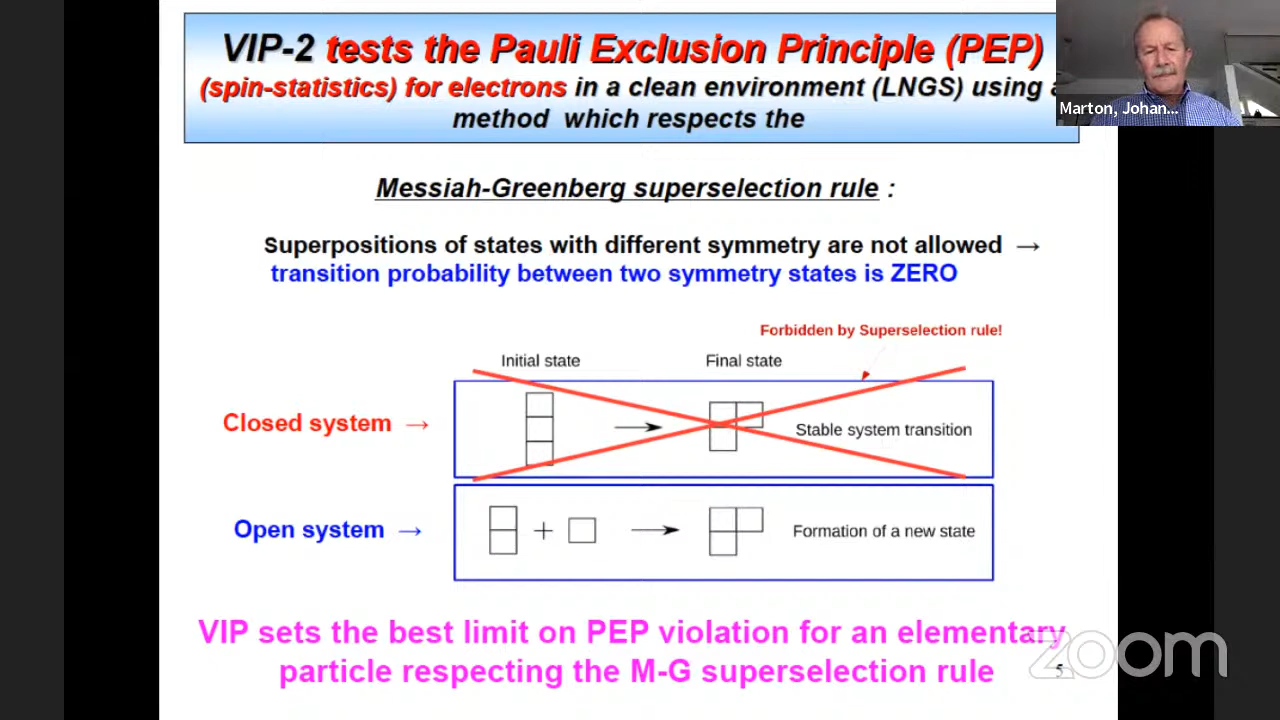 VIP-2 tests the Pauli Exclusion Principle (PEP)
(spin-statistics) for electrons in a clean environment (LNGS) using a
method which respects the
Marton, Johan...
Messiah-Greenberg superselection rule :
Superpositions of states with different symmetry are not allowed →
transition probability between two symmetry states is ZERO
Forbidden by Superselection rule!
Initial state
Final state
Closed system →
Stable system transition
Open system →
+
Formation of a new state
VIP sets the best limit on PEP violation for an elementary
particle respecting the M-G superselection rule
zoom
5